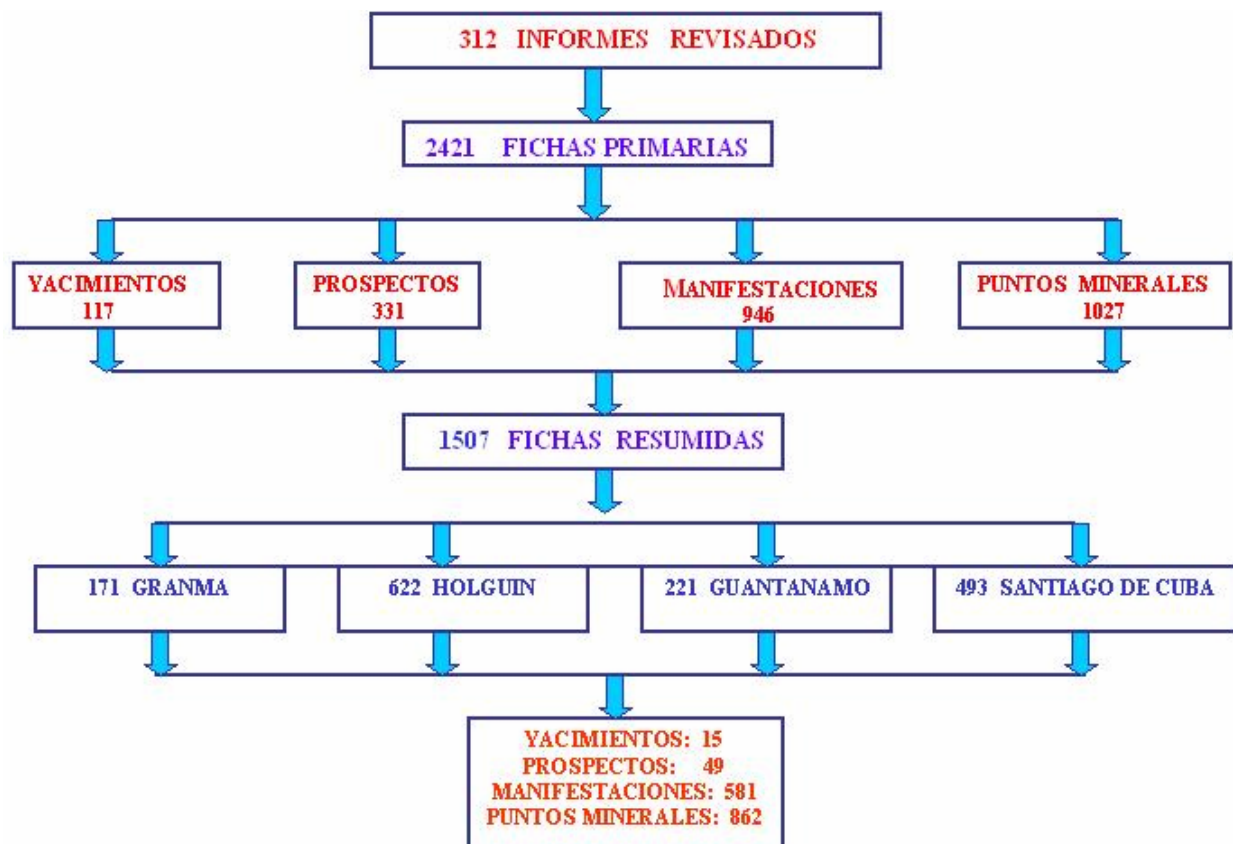 312 INFORMES REVISADOS
2421 FICHAS PRIMARIAS
YACIMIENTOS
117
PROSPECTOS
331
MANIFESTACIONES
946
PUNTOS MINERALES
1027
1507 FICHAS RESUMIDAS
171 GRANMA
622 HOLGUIN
221 GUANTANAMO
493 SANTIAGO DE CUBA
YACIMIENTOS: 15
PROSPECTOS: 49
MANIFESTACIONES: 581
PUNTOS MINERALES: 862